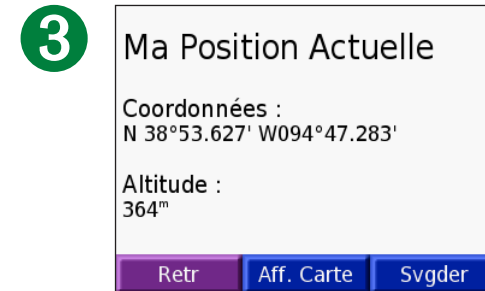 3
Ma Position Actuelle
Coordonnées :
N 38°53.627' W094°47.283'
Altitude :
364m
Retr Aff. Carte Svgder